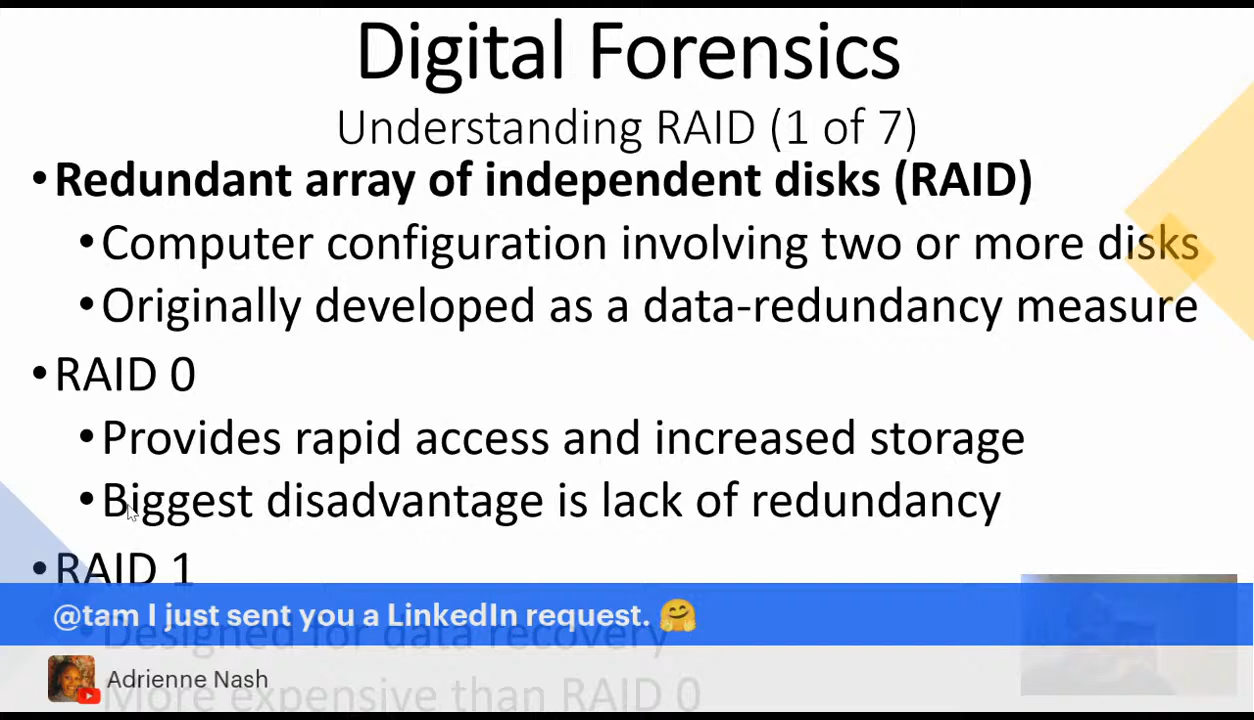 Digital Forensics
Understanding RAID (1 of 7)
•Redundant array of independent disks (RAID)
•Computer configuration involving two or more disks
•Originally developed as a data-redundancy measure
•RAID 0
•Provides rapid access and increased storage
•Biggest disadvantage is lack of redundancy
•RAID 1
@tam I just sent you a LinkedIn request. 🤗
•Designed for data recovery
Adrienne Nash
•More expensive than RAID 0